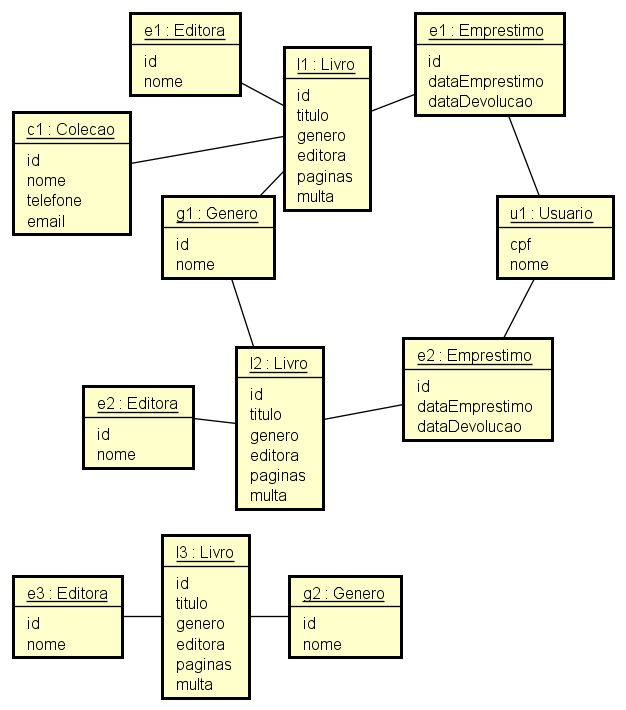 e1 : Editora
id
nome
l1 : Livro
id
titulo
genero
editora
paginas
multa
e1 : Emprestimo
id
dataEmprestimo
dataDevolucao
c1 : Colecao
id
nome
telefone
email
g1 : Genero
id
nome
u1 : Usuario
cpf
nome
l2 : Livro
id
titulo
genero
editora
paginas
multa
e2 : Emprestimo
id
dataEmprestimo
dataDevolucao
e2 : Editora
id
nome
l3 : Livro
id
titulo
genero
editora
paginas
multa
e3 : Editora
id
nome
g2 : Genero
id
nome